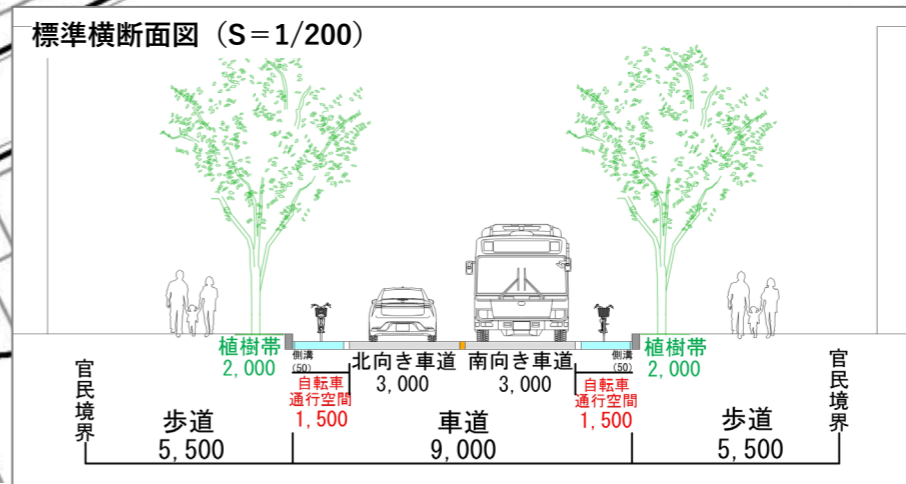 標準横断面図（S＝1/200）
植樹帯
2,000
側溝
(50)
北向き車道
3,000
南向き車道
3,000
側溝
(50)
植樹帯
2,000
自転車
通行空間
1,500
自転車
通行空間
1,500
官民境界
歩道
5,500
車道
9,000
歩道
5,500
官民境界